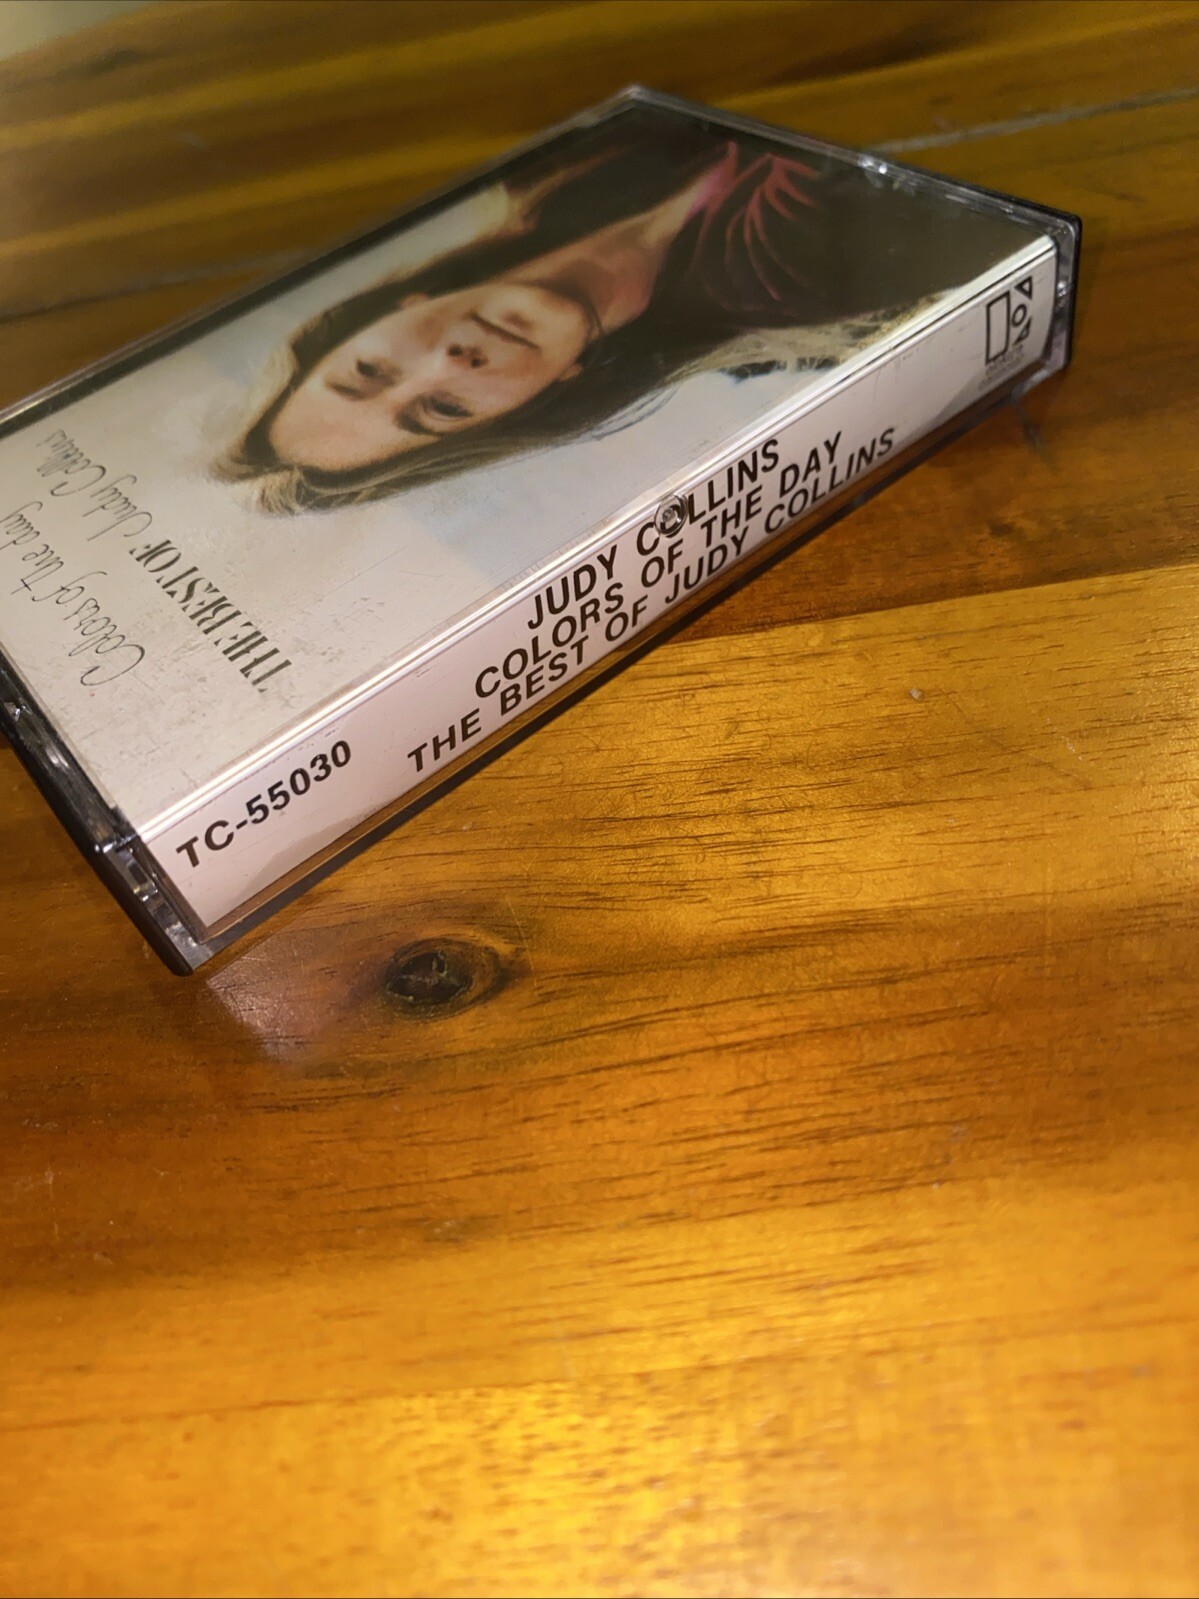 JUDY COLLINS
COLORS OF THE DAY
THE BEST OF JUDY COLLINS
TC-55030
Colors of the day
THE BEST OF Judy Collins